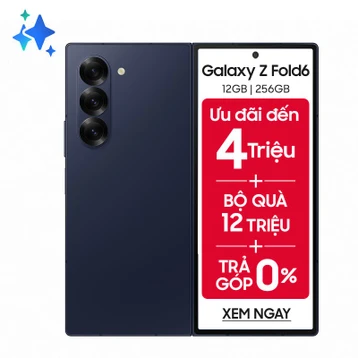 Galaxy Z Fold6
12GB | 256GB
Ưu đãi đến
4 Triệu
+
BỘ QUÀ
12 TRIỆU
+
TRẢ
GÓP 0%
XEM NGAY